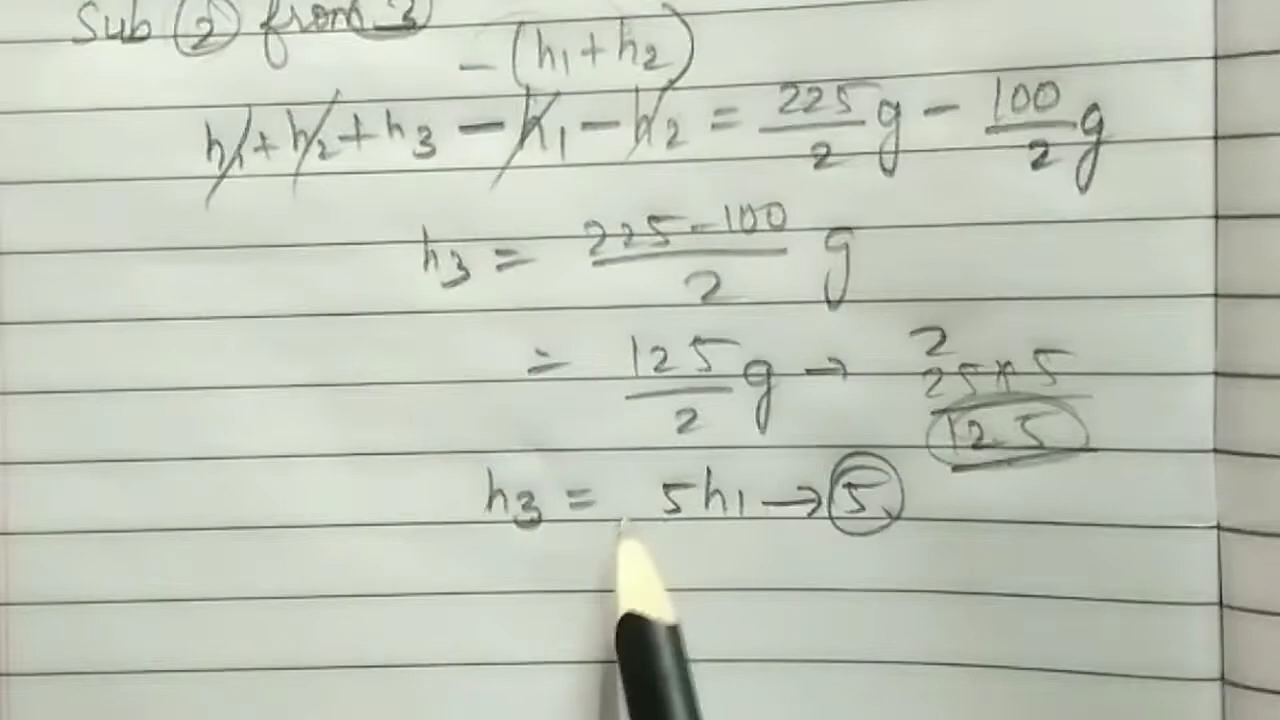 Sub (2) from 3
- (h₁ + h₂)
h₁ + h₂ + h₃ - h₁ - h₂ = 225/2 g - 100/2 g
h₃ = 225-100/2 g
= 125/2 g → 2
25×5
125
h₃ = 5h₁ → (5)